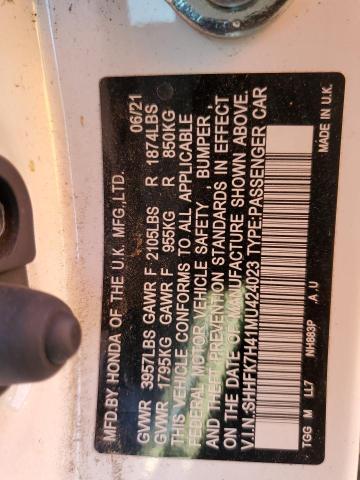 MFD.BY HONDA OF THE U.K. MFG.,LTD. 06/21
GVWR 3957LBS GAWR F 2105LBS R 1874LBS
GVWR 1795KG GAWR F 955KG R 850KG
THIS VEHICLE CONFORMS TO ALL APPLICABLE
FEDERAL MOTOR VEHICLE SAFETY, BUMPER,
AND THEFT PREVENTION STANDARDS IN EFFECT
ON THE DATE OF MANUFACTURE SHOWN ABOVE.
V.I.N.:SHHFK7H41MU424023 TYPE:PASSENGER CAR
TGG M LL7 NH883P A U MADE IN U.K.